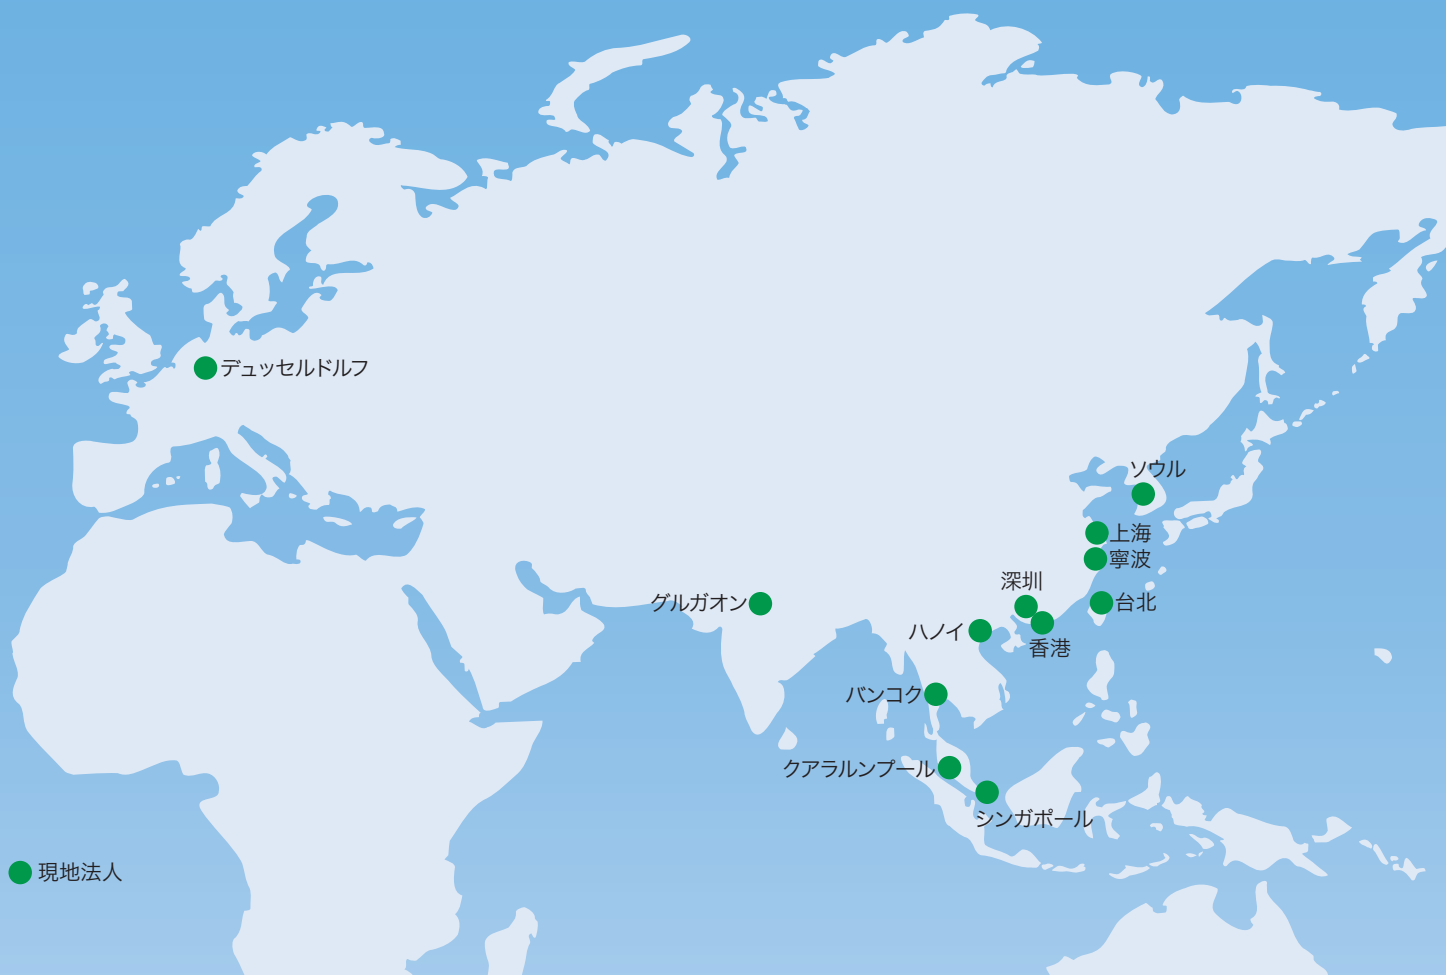 デュッセルドルフ
ソウル
上海
寧波
深圳
グルガオン
台北
ハノイ
香港
バンコク
クアラルンプール
シンガポール
現地法人